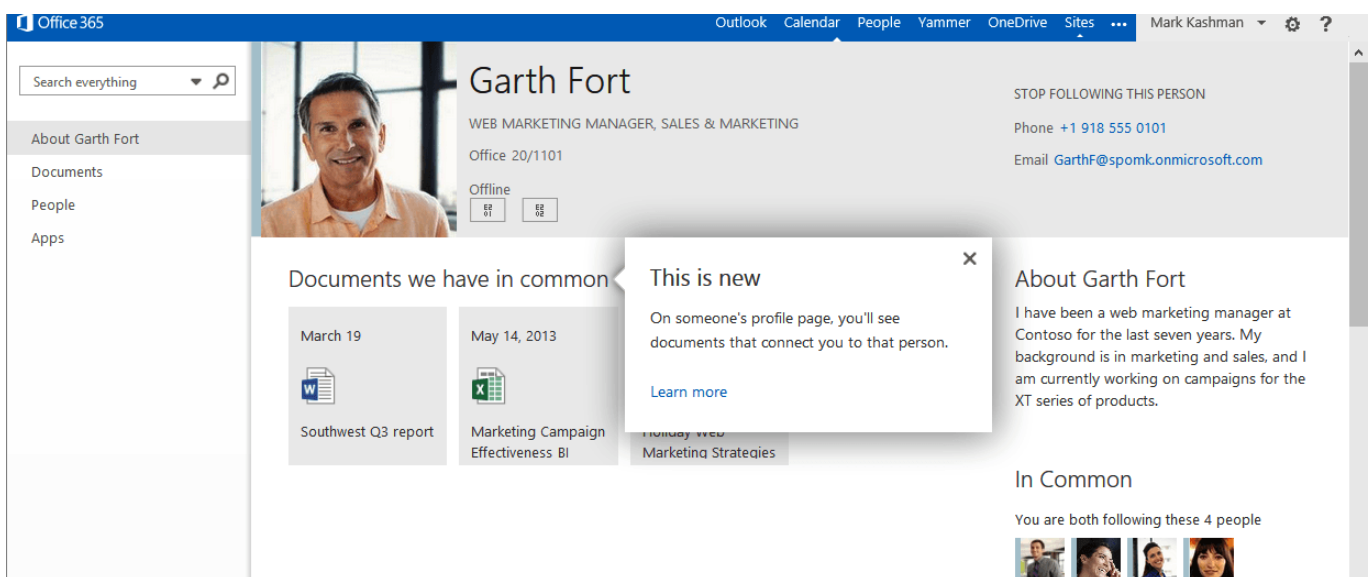 Office 365
Outlook Calendar People Yammer OneDrive Sites ••• Mark Kashman ?
Search everything
About Garth Fort
Documents
People
Apps
Garth Fort
WEB MARKETING MANAGER, SALES & MARKETING
Office 20/1101
Offline
E2 01
E2 02
STOP FOLLOWING THIS PERSON
Phone +1 918 555 0101
Email GarthF@spomk.onmicrosoft.com
Documents we have in common
March 19
Southwest Q3 report
May 14, 2013
Marketing Campaign
Effectiveness BI
Holiday Web
Marketing Strategies
This is new
On someone's profile page, you'll see
documents that connect you to that person.
Learn more
About Garth Fort
I have been a web marketing manager at
Contoso for the last seven years. My
background is in marketing and sales, and I
am currently working on campaigns for the
XT series of products.
In Common
You are both following these 4 people